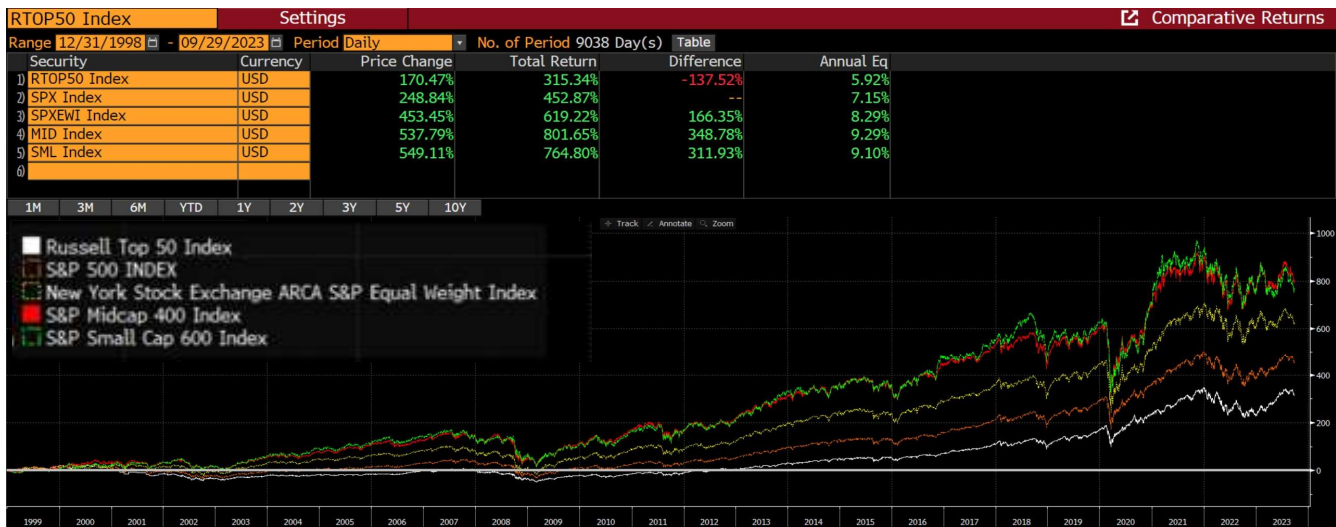 RTOP50 Index Settings Comparative Returns
Range 12/31/1998 - 09/29/2023 Period Daily No. of Period 9038 Day(s) Table
Security Currency Price Change Total Return Difference Annual Eq
1) RTOP50 Index USD 170.47% 315.34% -137.52% 5.92%
2) SPX Index USD 248.84% 452.87% -- 7.15%
3) SPXEWI Index USD 453.45% 619.22% 166.35% 8.29%
4) MID Index USD 537.79% 801.65% 348.78% 9.29%
5) SML Index USD 549.11% 764.80% 311.93% 9.10%
6)
1M 3M 6M YTD 1Y 2Y 3Y 5Y 10Y
Track Annotate Zoom
Russell Top 50 Index
S&P 500 INDEX
New York Stock Exchange ARCA S&P Equal Weight Index
S&P Midcap 400 Index
S&P Small Cap 600 Index
1000
800
600
400
200
0
1999 2000 2001 2002 2003 2004 2005 2006 2007 2008 2009 2010 2011 2012 2013 2014 2015 2016 2017 2018 2019 2020 2021 2022 2023